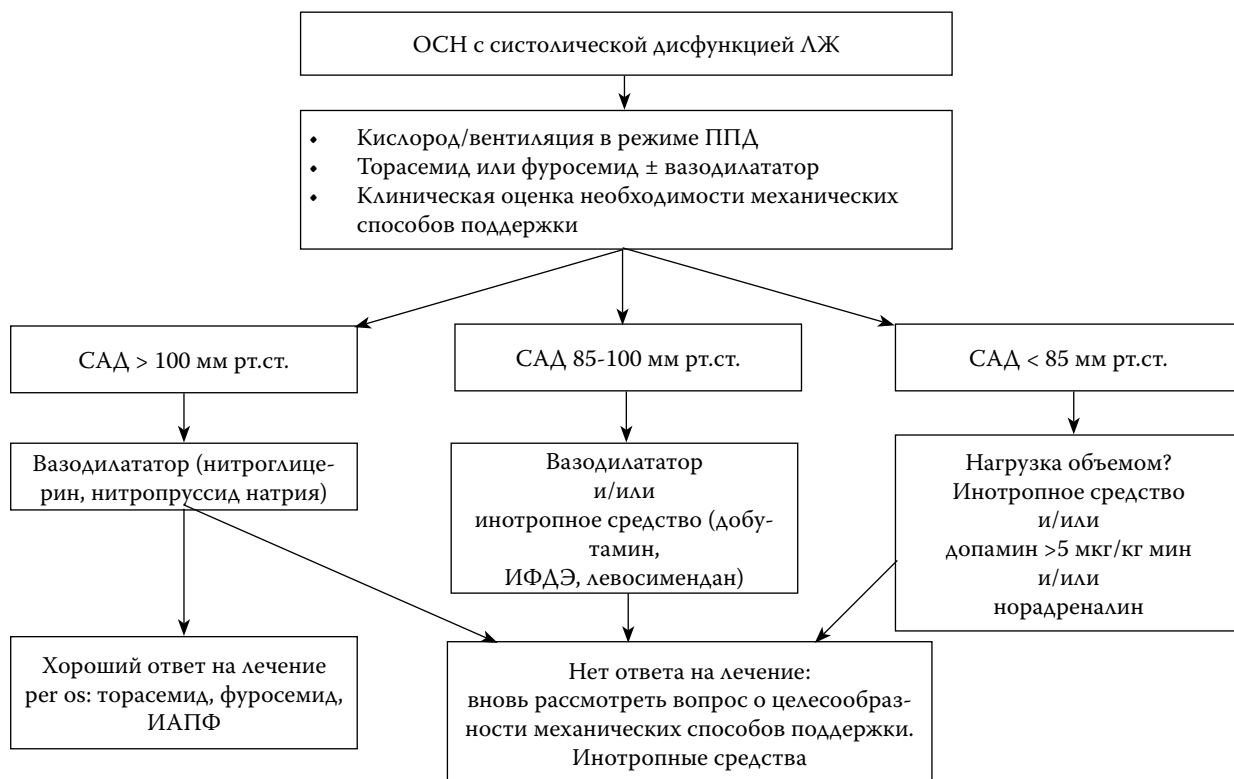 ОСН с систолической дисфункцией ЛЖ
• Кислород/вентиляция в режиме ППД
• Торасемид или фуросемид ± вазодилататор
• Клиническая оценка необходимости механических
способов поддержки
САД > 100 мм рт.ст.
САД 85-100 мм рт.ст.
САД < 85 мм рт.ст.
Вазодилататор (нитроглице-
рин, нитропруссид натрия)
Вазодилататор
и/или
инотропное средство (добу-
тамин,
ИФДЭ, левосимендан)
Нагрузка объемом?
Инотропное средство
и/или
допамин >5 мкг/кг мин
и/или
норадреналин
Хороший ответ на лечение
per os: торасемид, фуросемид,
ИАПФ
Нет ответа на лечение:
вновь рассмотреть вопрос о целесообраз-
ности механических способов поддержки.
Инотропные средства